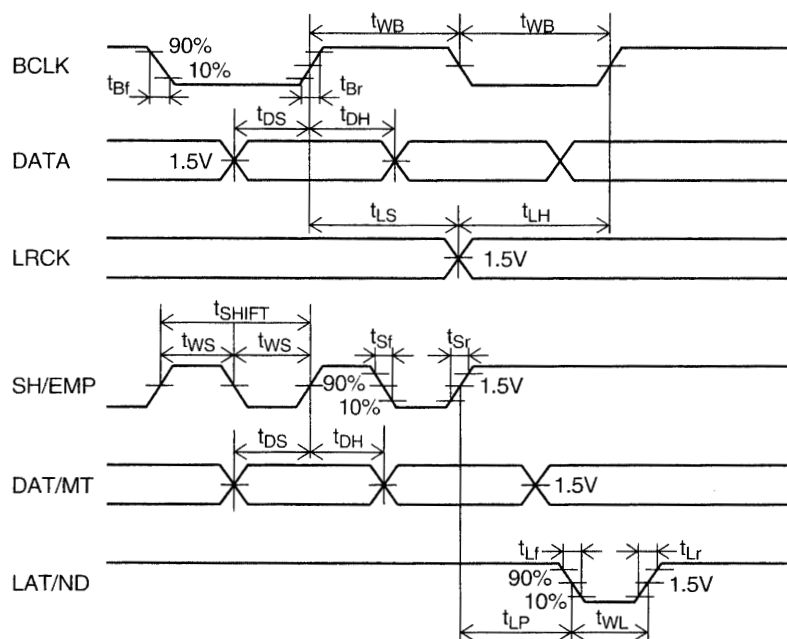 tWB tWB
BCLK 90% 10%
tBf tBr
tDS tDH
DATA 1.5V
tLS tLH
LRCK 1.5V
tSHIFT
tWS tWS tSf tSr
SH/EMP 90% 10% 1.5V
tDS tDH
DAT/MT 1.5V
tLf tLr
LAT/ND 90% 10% 1.5V
tLP tWL